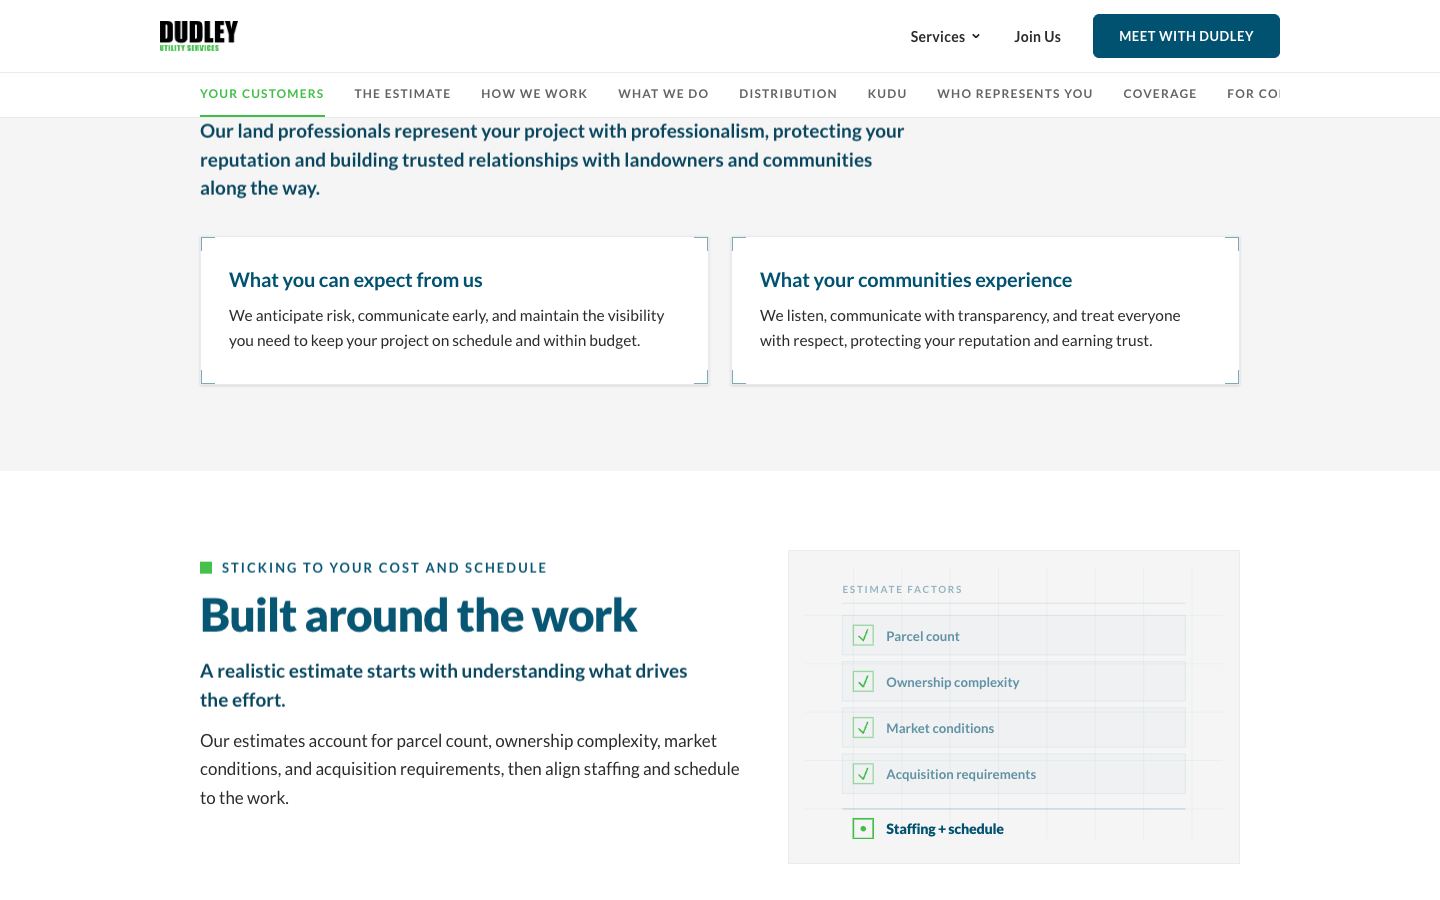 DUDLEY
UTILITY SERVICES
Services
Join Us
MEET WITH DUDLEY
YOUR CUSTOMERS
THE ESTIMATE
HOW WE WORK
WHAT WE DO
DISTRIBUTION
KUDU
WHO REPRESENTS YOU
COVERAGE
FOR CO
Our land professionals represent your project with professionalism, protecting your
reputation and building trusted relationships with landowners and communities
along the way.
What you can expect from us
We anticipate risk, communicate early, and maintain the visibility
you need to keep your project on schedule and within budget.
What your communities experience
We listen, communicate with transparency, and treat everyone
with respect, protecting your reputation and earning trust.
STICKING TO YOUR COST AND SCHEDULE
Built around the work
A realistic estimate starts with understanding what drives
the effort.
Our estimates account for parcel count, ownership complexity, market
conditions, and acquisition requirements, then align staffing and schedule
to the work.
ESTIMATE FACTORS
Parcel count
Ownership complexity
Market conditions
Acquisition requirements
Staffing + schedule